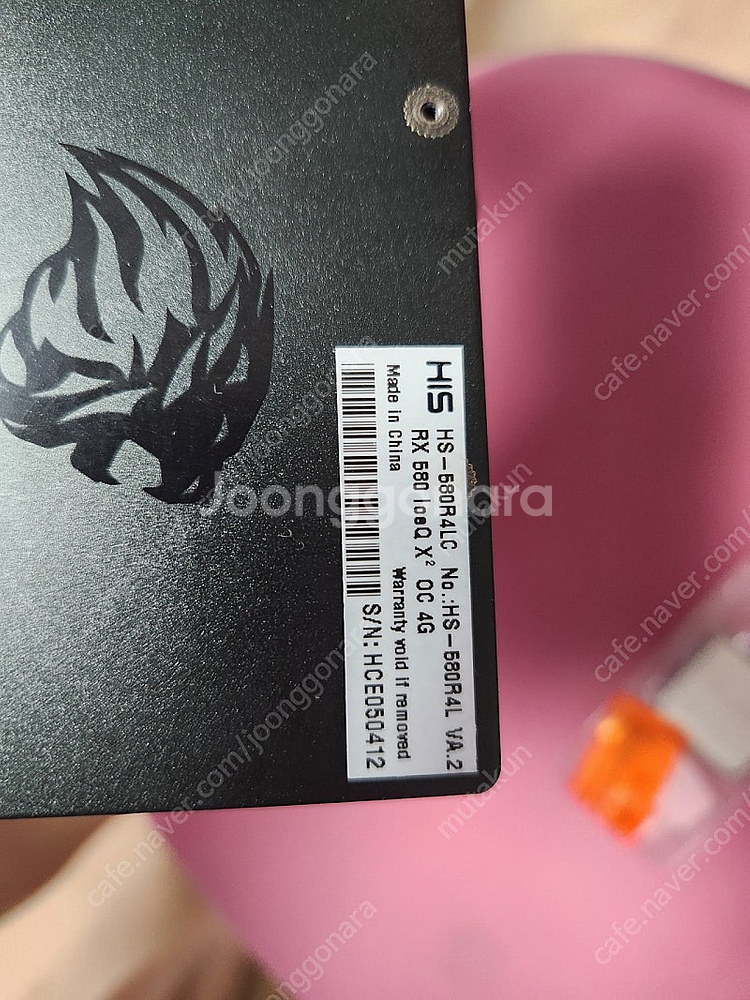 HIS HS-580R4LC No.:HS-580R4L VA.2
RX 580 IceQ X² OC 4G
Made in China
Warranty void if removed
S/N: HCE050412
Joonggonara
mutakun
cafe.naver.com/joonggonara